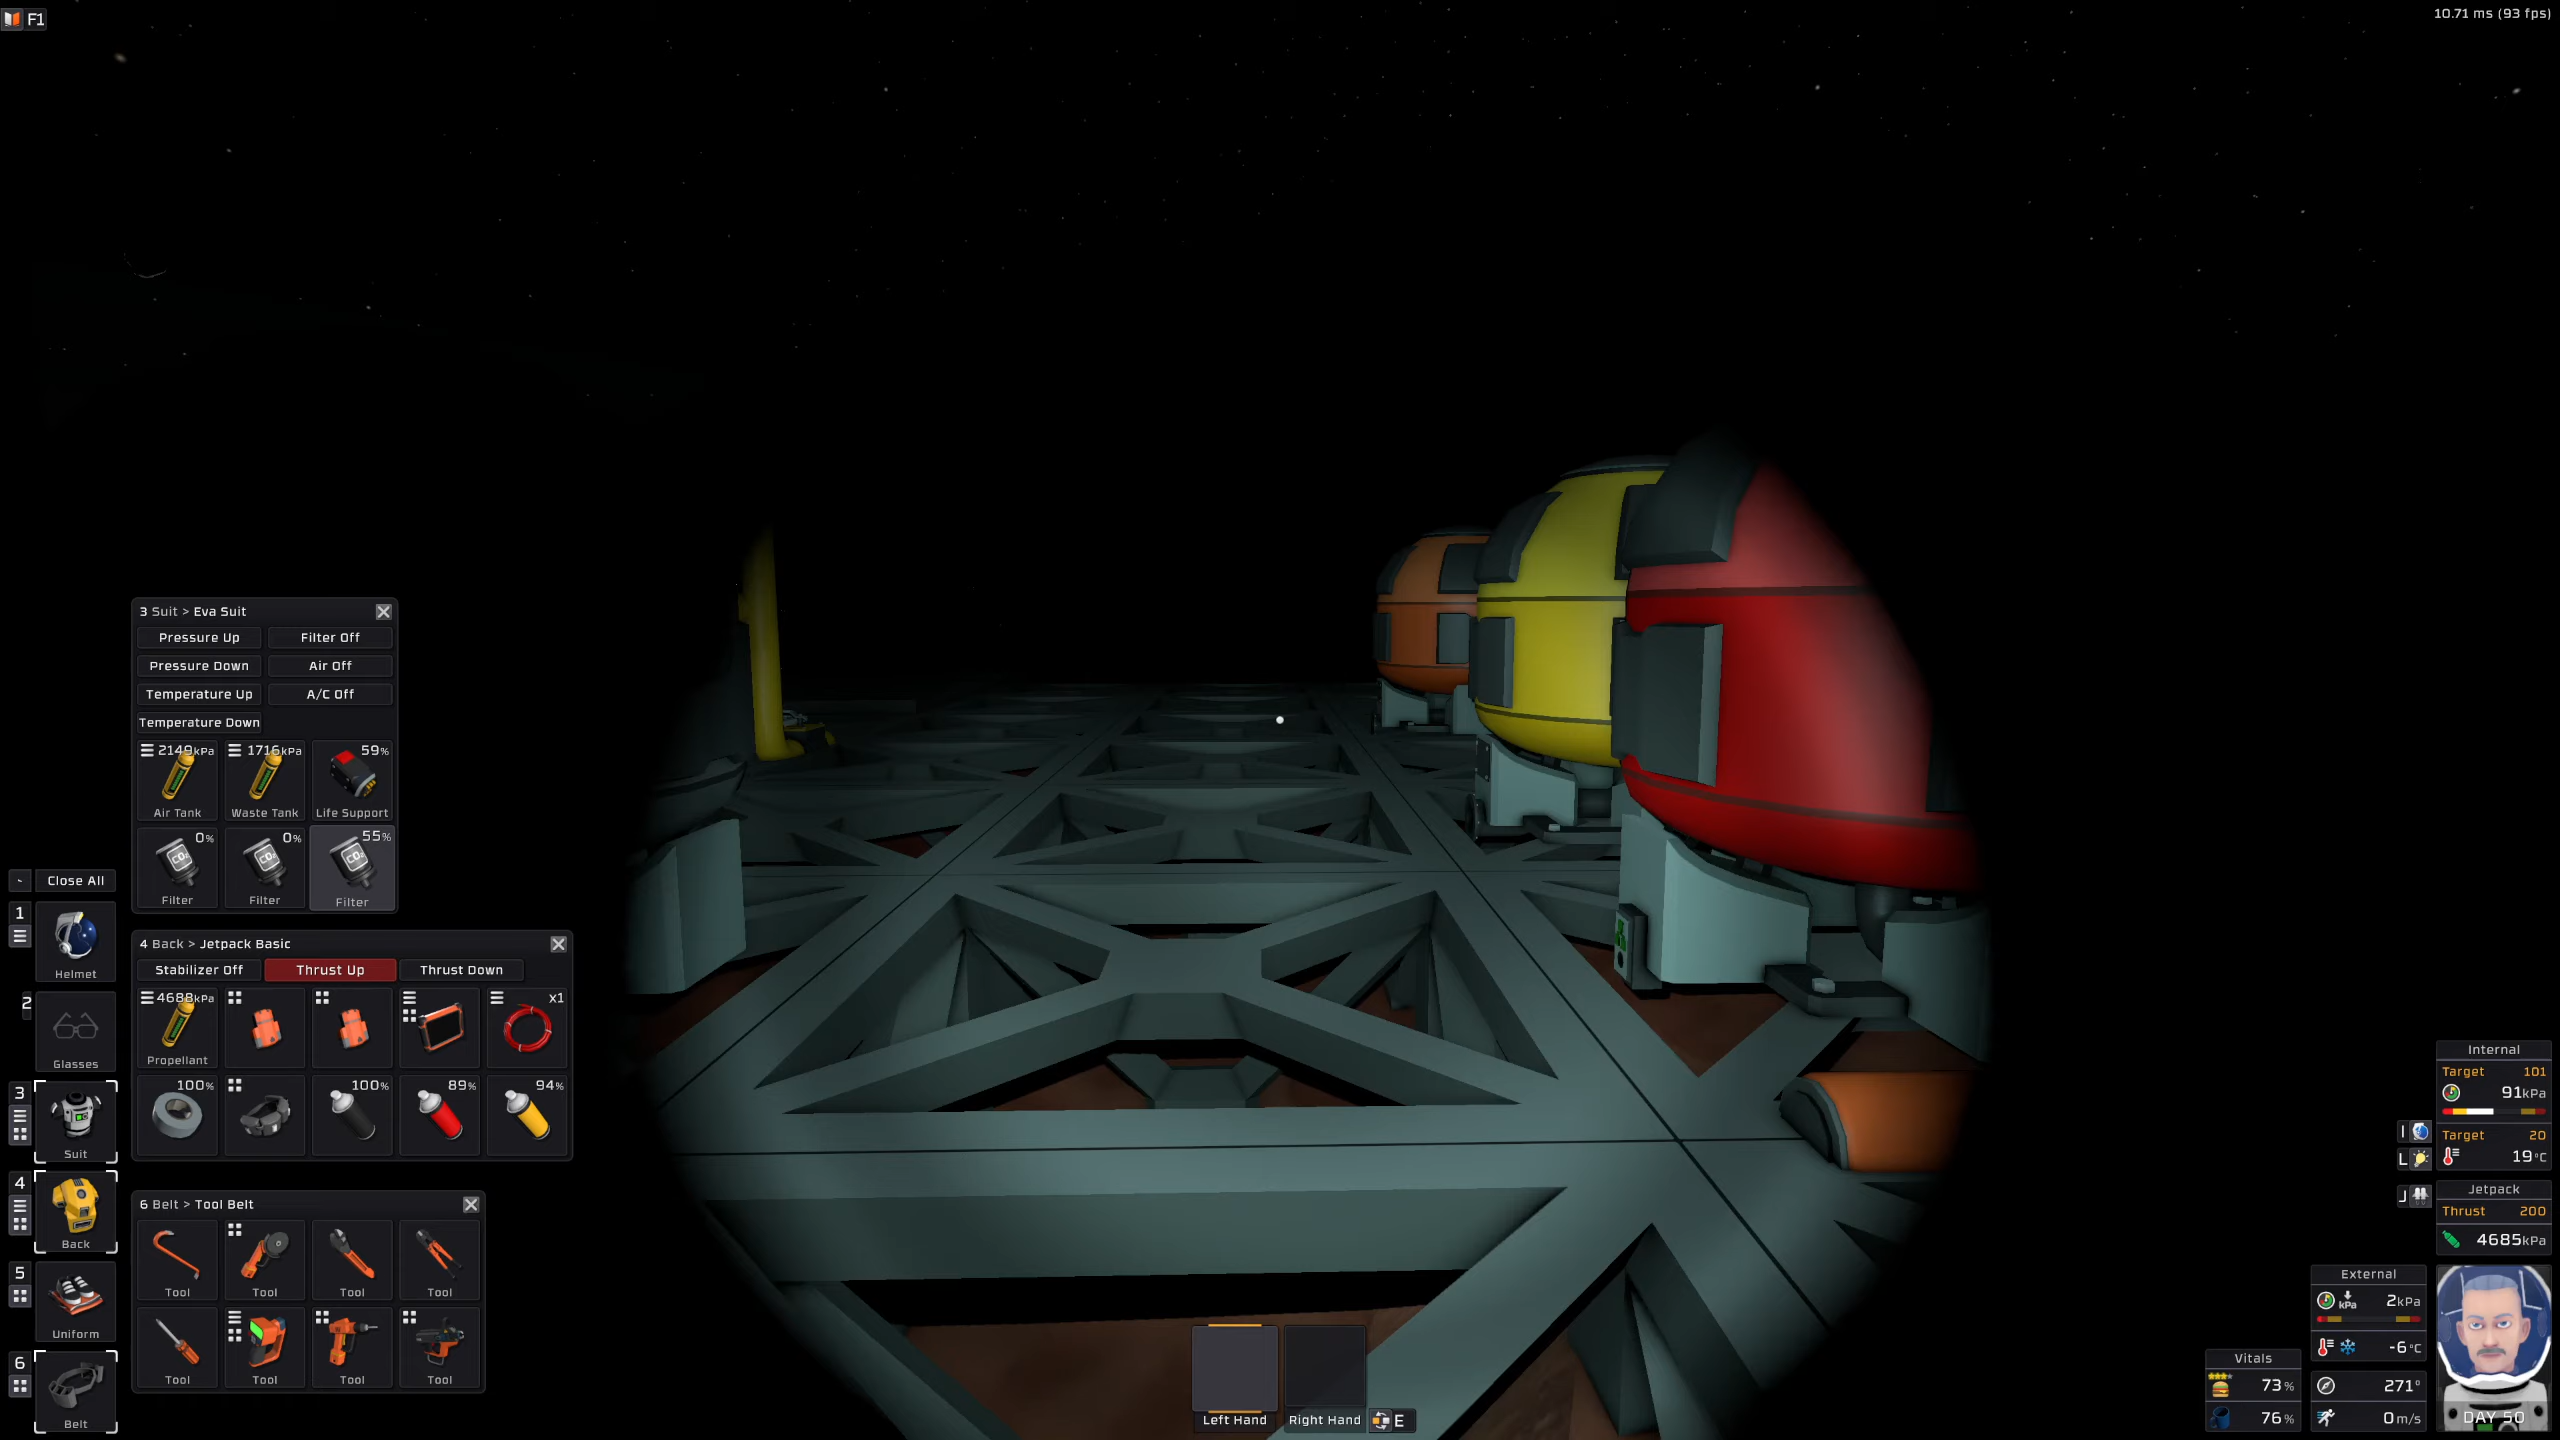 F1
10.71 ms (93 fps)
3 Suit > Eva Suit
Pressure Up
Filter Off
Pressure Down
Air Off
Temperature Up
A/C Off
Temperature Down
2149kPa
1716kPa
59%
Air Tank
Waste Tank
Life Support
0%
0%
55%
CO₂
CO₂
CO₂
Filter
Filter
Filter
~ Close All
1
Helmet
2
Glasses
3
Suit
4
Back
5
Uniform
6
Belt
4 Back > Jetpack Basic
Stabilizer Off
Thrust Up
Thrust Down
4688kPa
x1
Propellant
100%
100%
89%
94%
6 Belt > Tool Belt
Tool
Tool
Tool
Tool
Tool
Tool
Tool
Tool
Left Hand
Right Hand
E
Internal
Target 101
91kPa
I
Target 20
L
19°C
J
Jetpack
Thrust 200
4685kPa
External
kPa
2kPa
-6°C
271°
0m/s
Vitals
73%
76%
DAY 50